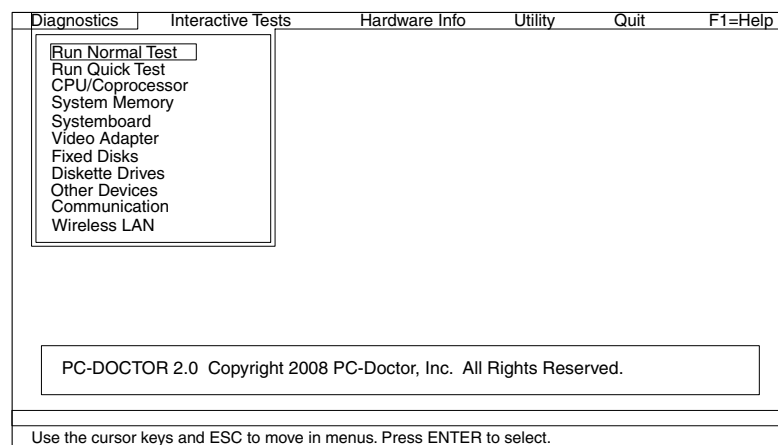 Diagnostics Interactive Tests Hardware Info Utility Quit F1=Help
Run Normal Test
Run Quick Test
CPU/Coprocessor
System Memory
Systemboard
Video Adapter
Fixed Disks
Diskette Drives
Other Devices
Communication
Wireless LAN
PC-DOCTOR 2.0 Copyright 2008 PC-Doctor, Inc. All Rights Reserved.
Use the cursor keys and ESC to move in menus. Press ENTER to select.